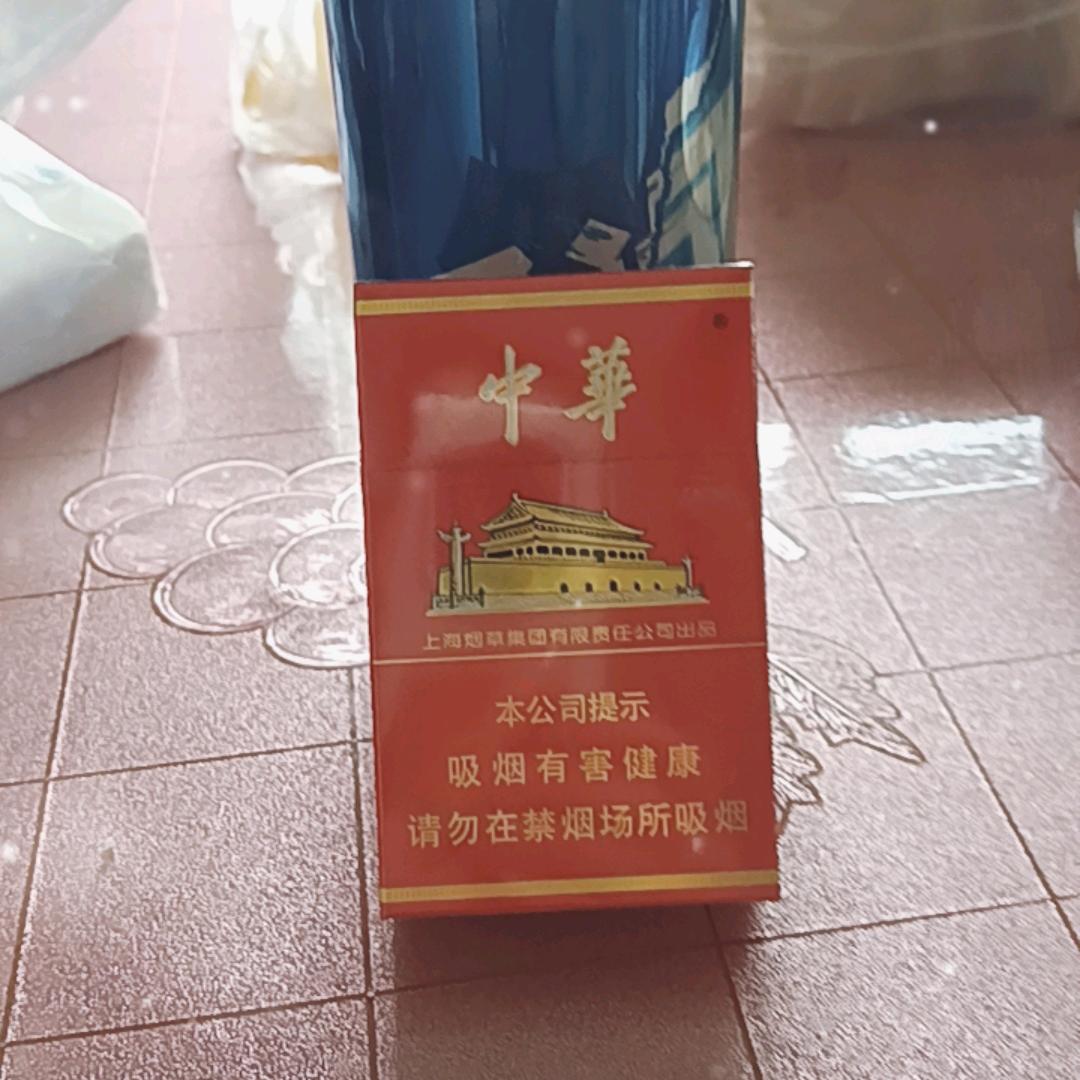 中華
上海烟草集团有限责任公司出品
本公司提示
吸烟有害健康
请勿在禁烟场所吸烟